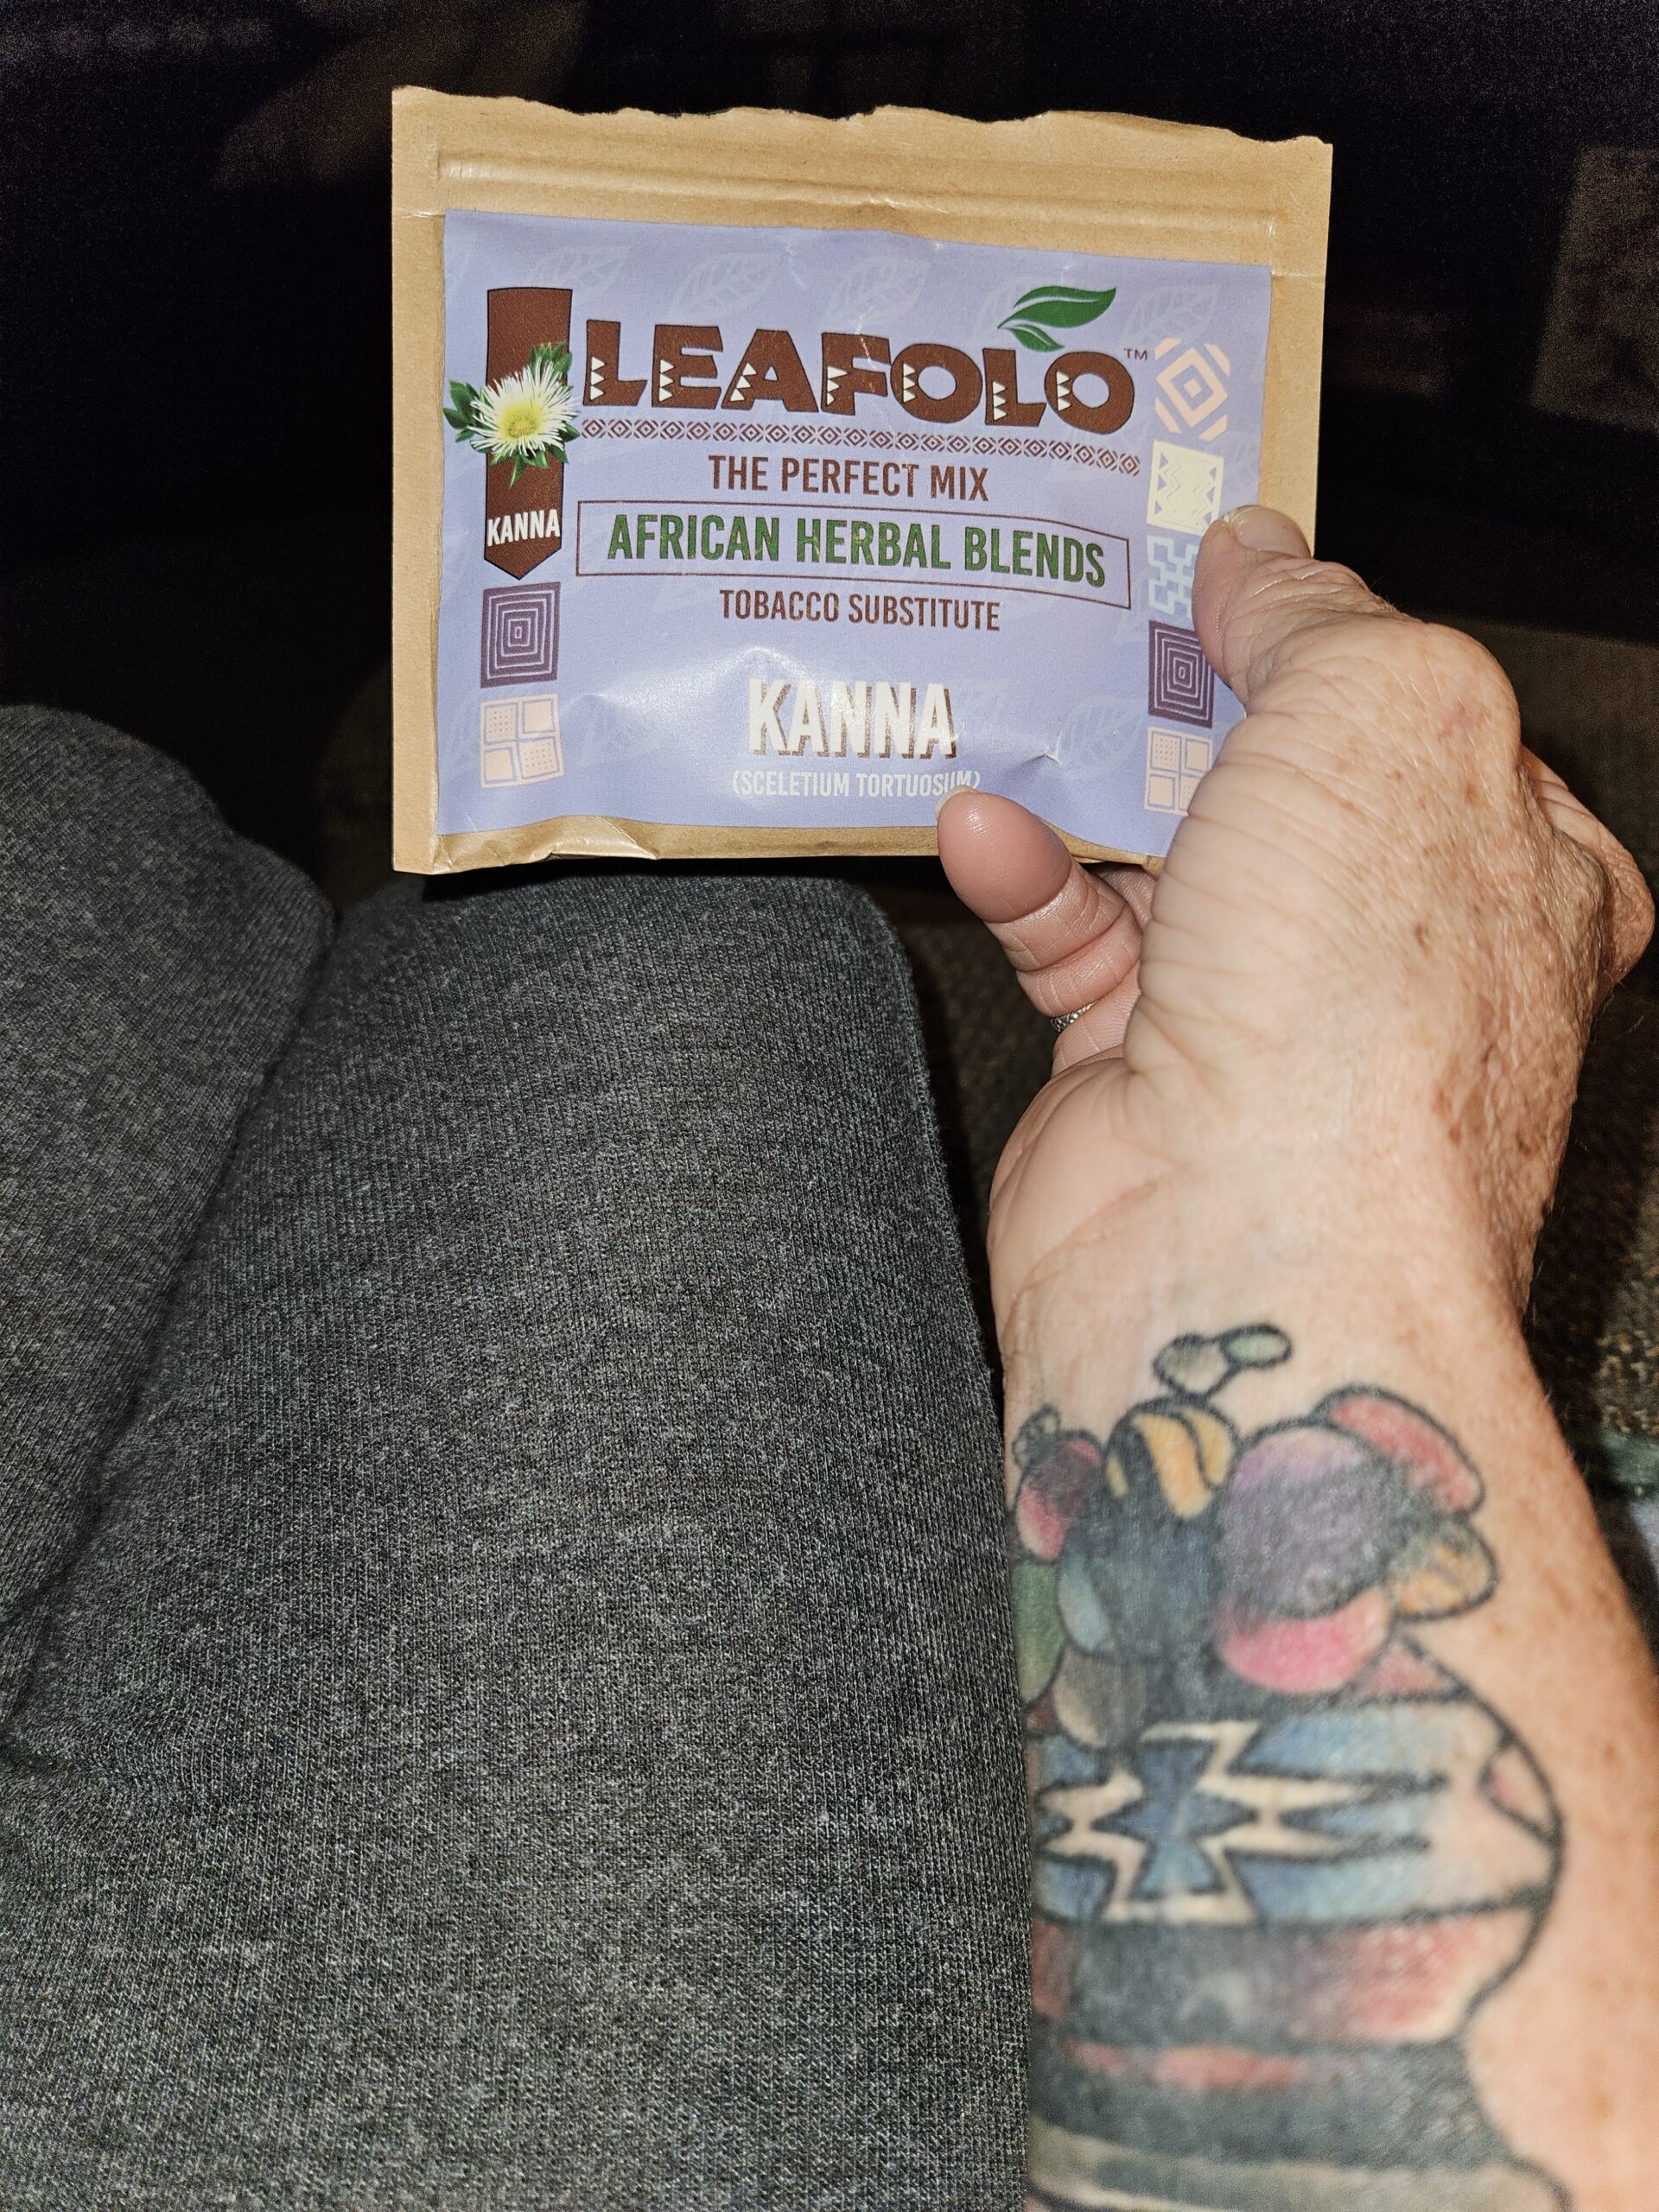 LEAFOLO™
THE PERFECT MIX
AFRICAN HERBAL BLENDS
TOBACCO SUBSTITUTE
KANNA
KANNA
(SCELETIUM TORTUOSUM)